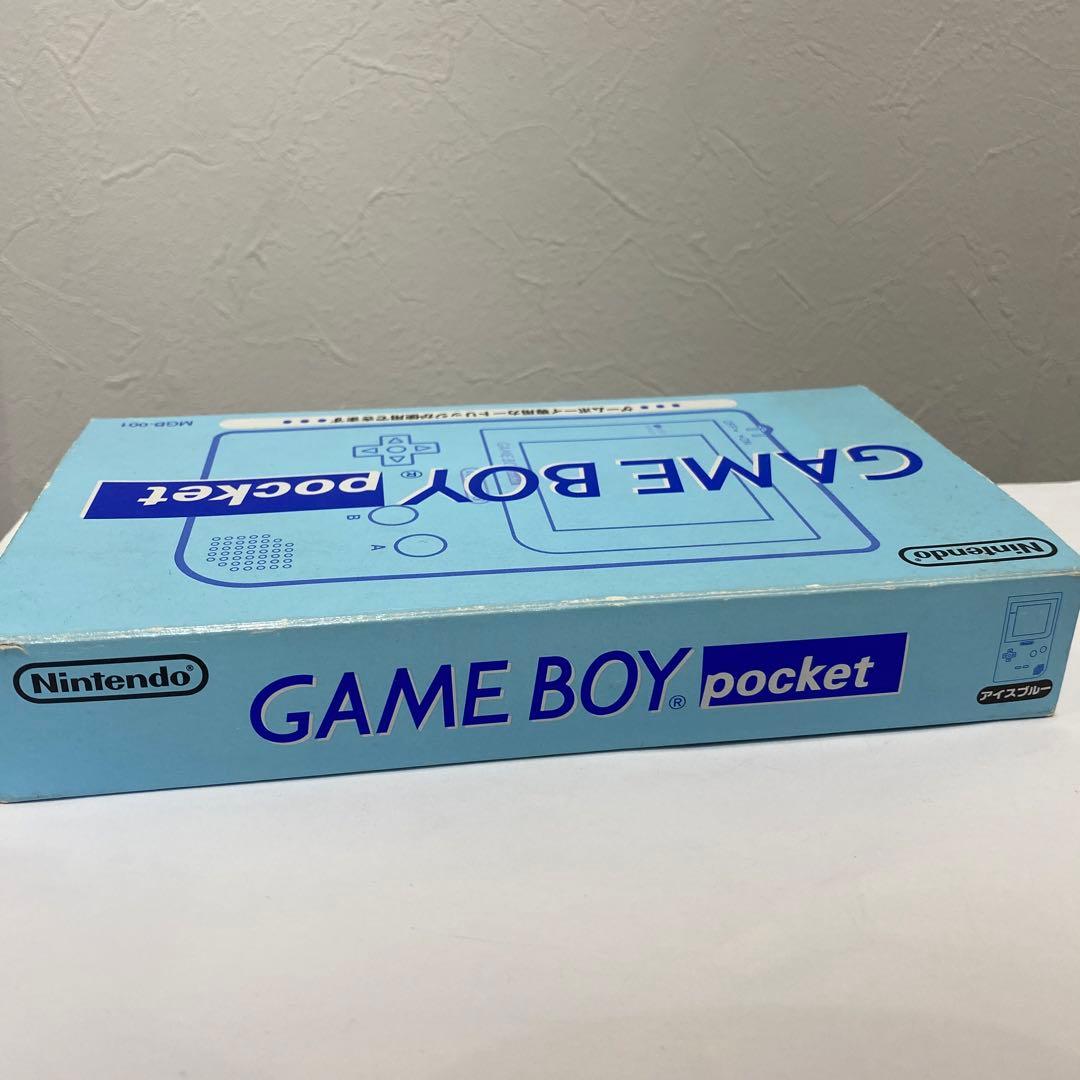 ゲームボーイ専用カートリッジが使用できます
MGB-001
GAME BOY® pocket
B
A
Nintendo®
Nintendo®
GAME BOY® pocket
アイスブルー